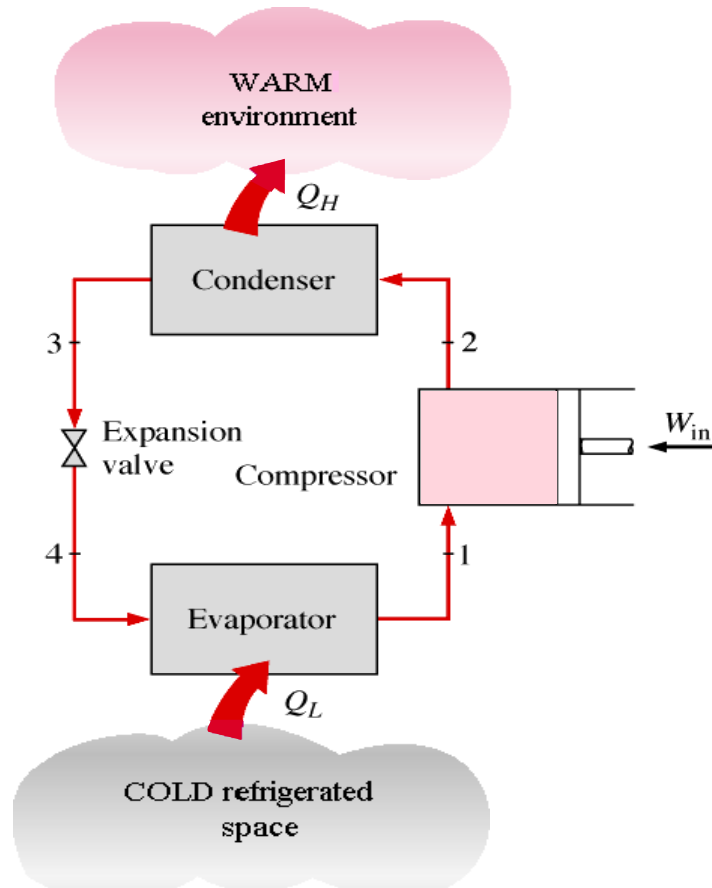 WARM
environment
Q_H
Condenser
3
2
Expansion
valve
W_in
Compressor
4
1
Evaporator
Q_L
COLD refrigerated
space